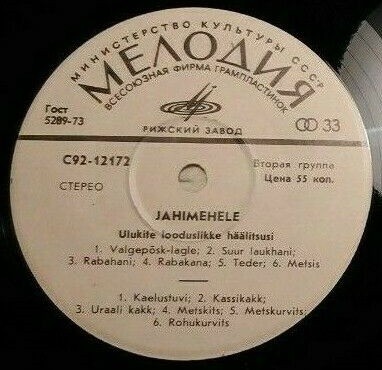 МИНИСТЕРСТВО КУЛЬТУРЫ СССР
МЕЛОДИЯ
ВСЕСОЮЗНАЯ ФИРМА ГРАМПЛАСТИНОК
Гост
5289-73
РИЖСКИЙ ЗАВОД
33
С92-12172
СТЕРЕО
Вторая группа
Цена 55 коп.
JAHIMEHELE
Ulukite looduslikke häälitsusi
1. Valgepõsk-lagle; 2. Suur laukhani;
3. Rabahani; 4. Rabakana; 5. Teder; 6. Metsis
1. Kaelustuvi; 2. Kassikakk;
3. Uraali kakk; 4. Metskits; 5. Metskurvits;
6. Rohukurvits